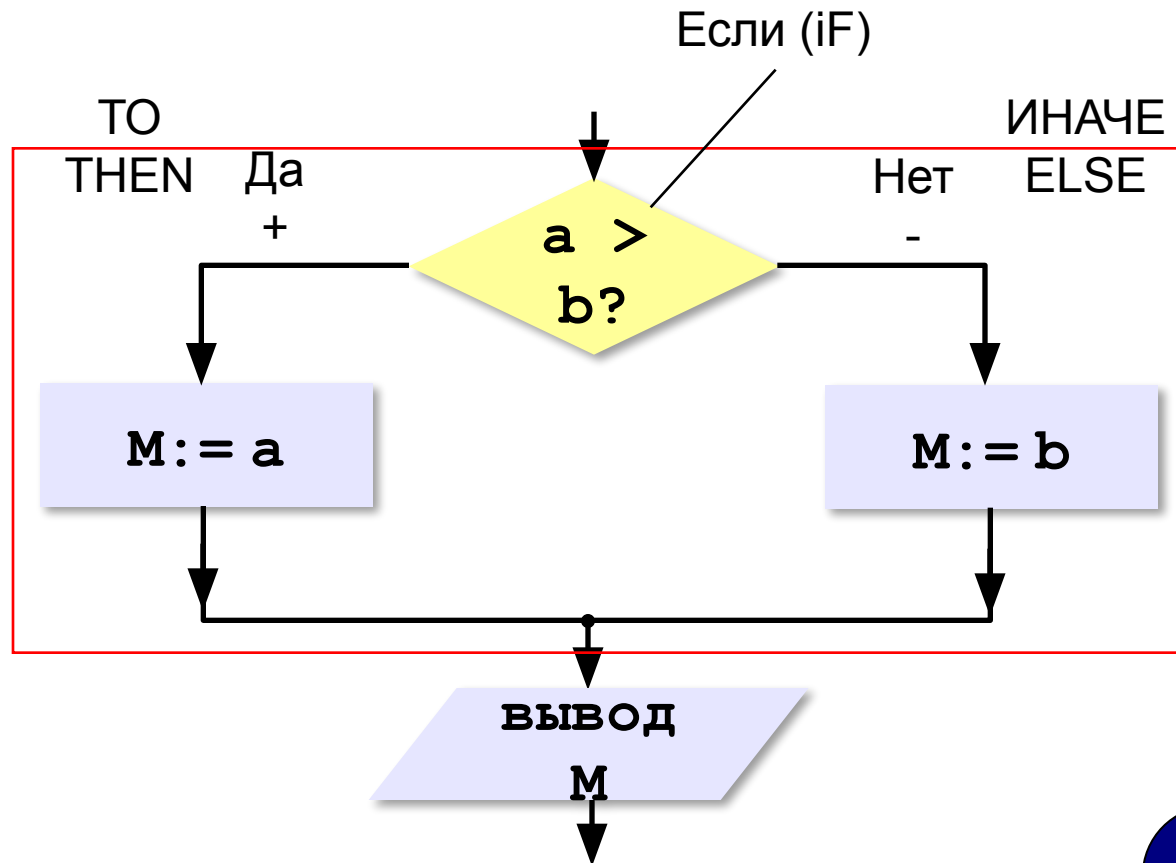 Если (iF)
ТО
THEN
ИНАЧЕ
ELSE
Да
+
Нет
-
a >
b?
M:= a
M:= b
вывод
M